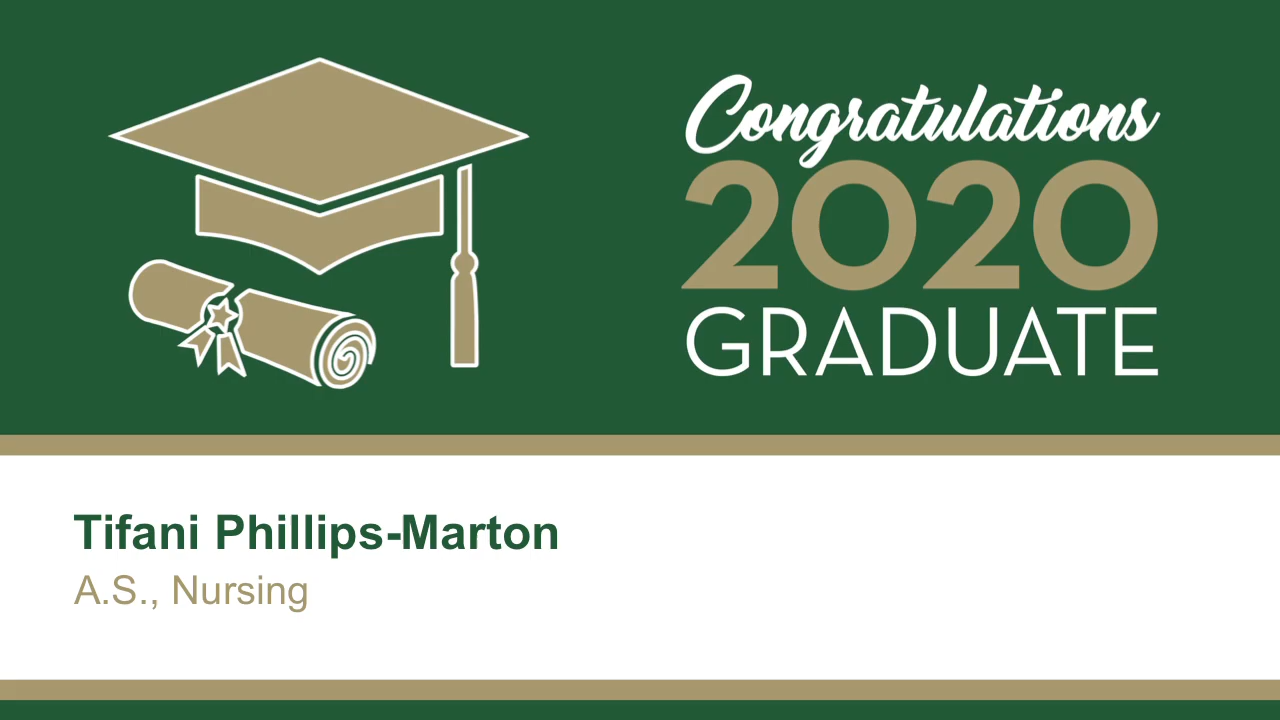 Congratulations
2020
GRADUATE
Tifani Phillips-Marton
A.S., Nursing